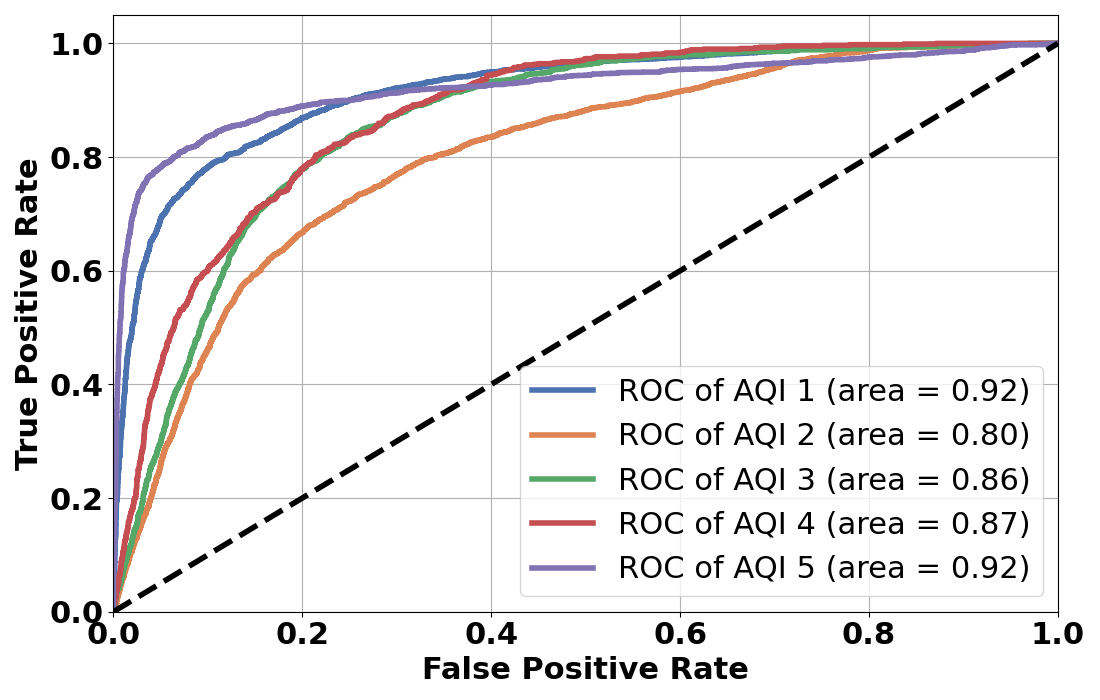 True Positive Rate
1.0
0.8
0.6
0.4
0.2
0.0
ROC of AQI 1 (area = 0.92)
ROC of AQI 2 (area = 0.80)
ROC of AQI 3 (area = 0.86)
ROC of AQI 4 (area = 0.87)
ROC of AQI 5 (area = 0.92)
0.0 0.2 0.4 0.6 0.8 1.0
False Positive Rate